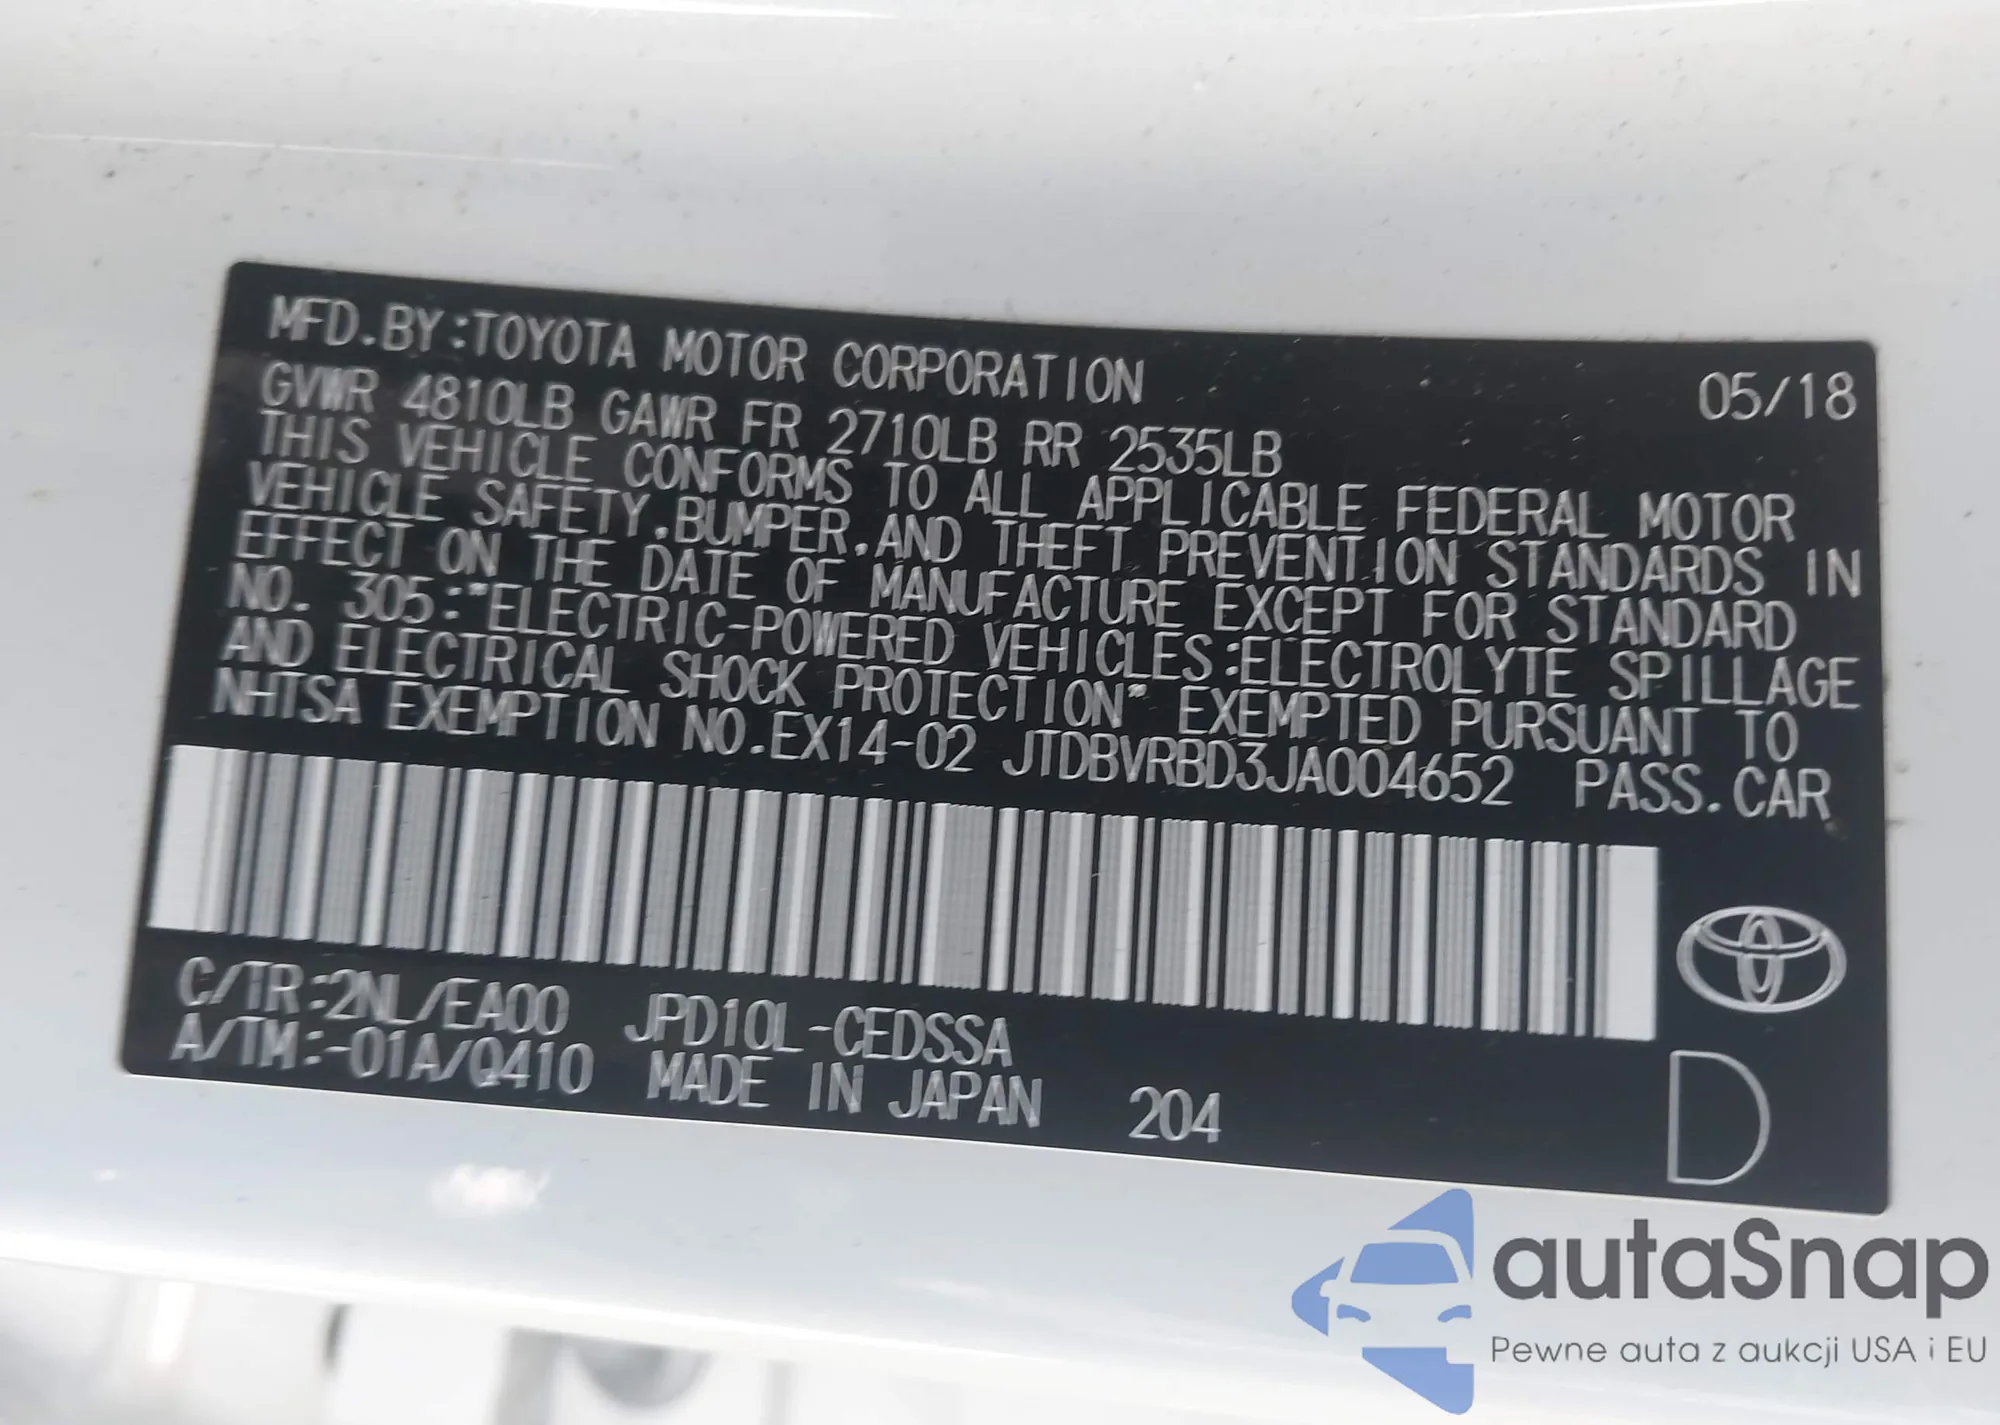 MFD.BY:TOYOTA MOTOR CORPORATION 05/18
GVWR 4810LB GAWR FR 2710LB RR 2535LB
THIS VEHICLE CONFORMS TO ALL APPLICABLE FEDERAL MOTOR
VEHICLE SAFETY,BUMPER,AND THEFT PREVENTION STANDARDS IN
EFFECT ON THE DATE OF MANUFACTURE EXCEPT FOR STANDARD
NO. 305:"ELECTRIC-POWERED VEHICLES:ELECTROLYTE SPILLAGE
AND ELECTRICAL SHOCK PROTECTION" EXEMPTED PURSUANT TO
NHTSA EXEMPTION NO.EX14-02 JTDBVRBD3JA004652 PASS.CAR
C/TR:2NL/EA00 JPD10L-CEDSSA
A/TM:-01A/Q410 MADE IN JAPAN 204
D
autaSnap
Pewne auta z aukcji USA i EU